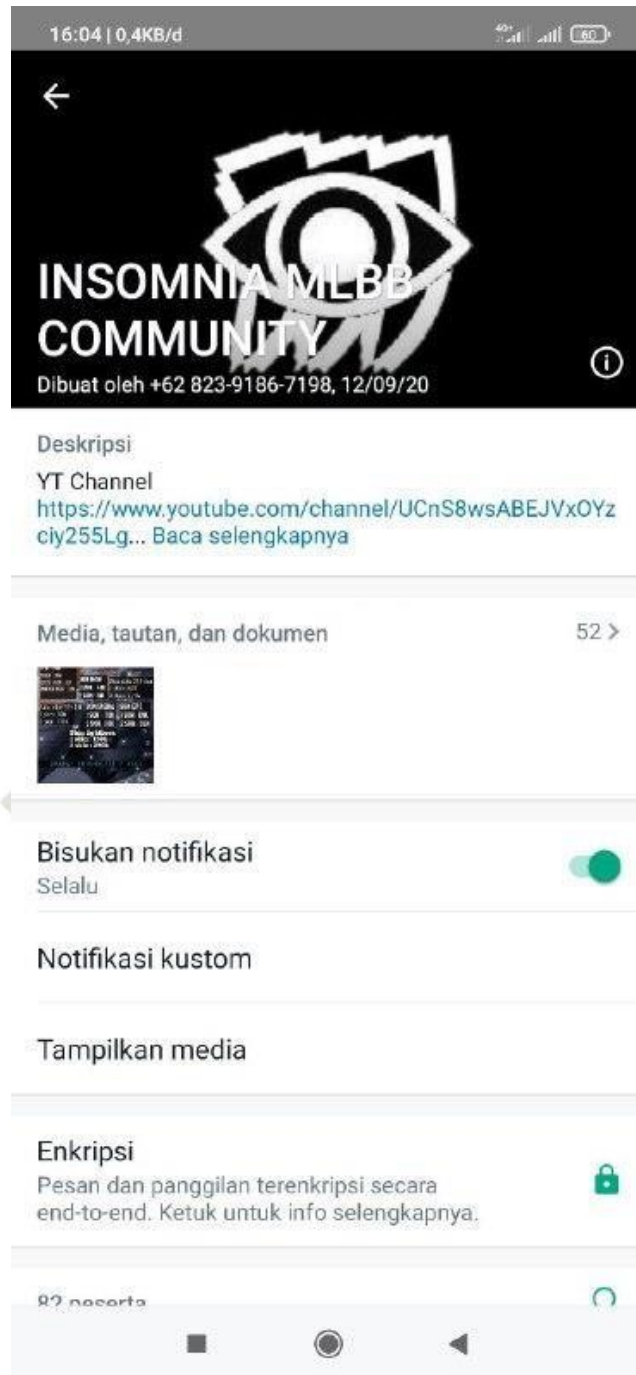 16:04 | 0,4KB/d
4G+
60
INSOMNIA MLBB
COMMUNITY
Dibuat oleh +62 823-9186-7198, 12/09/20
Deskripsi
YT Channel
https://www.youtube.com/channel/UCnS8wsABEJVxOYz
ciy255Lg... Baca selengkapnya
Media, tautan, dan dokumen
52 >
Bisukan notifikasi
Selalu
Notifikasi kustom
Tampilkan media
Enkripsi
Pesan dan panggilan terenkripsi secara
end-to-end. Ketuk untuk info selengkapnya.
82 peserta